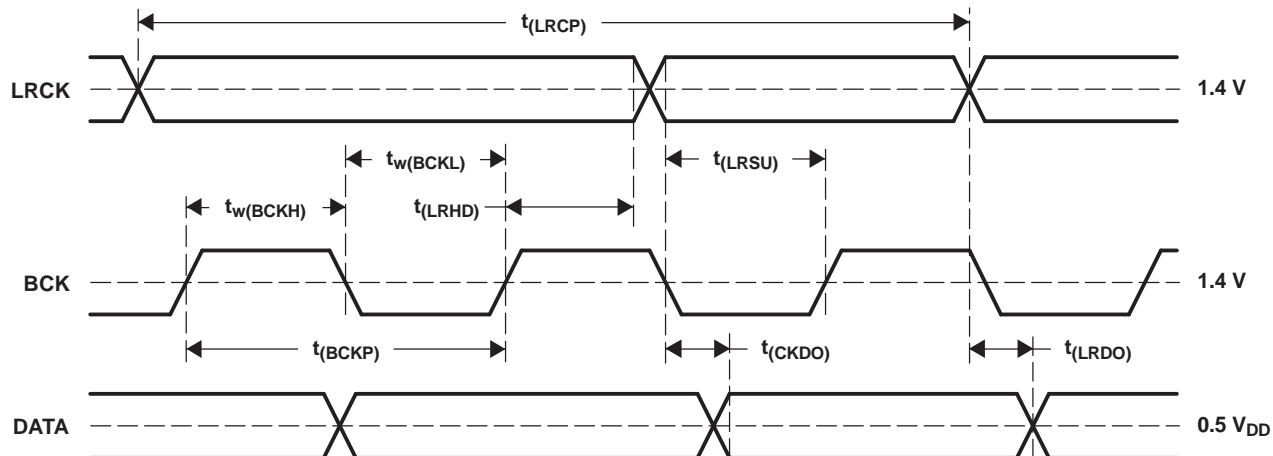 t(LRCP)
LRCK
1.4 V
tw(BCKL)
t(LRSU)
tw(BCKH)
t(LRHD)
BCK
1.4 V
t(BCKP)
t(CKDO)
t(LRDO)
DATA
0.5 VDD